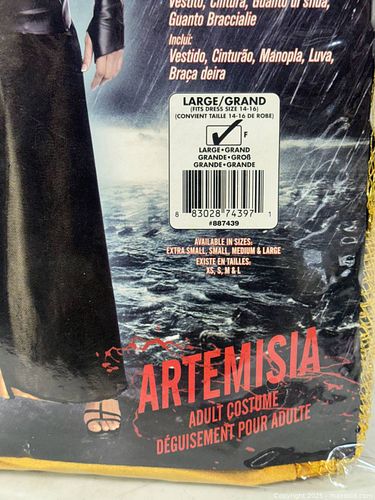 Vestito, Cintura, Guanto di sfida,
Guanto Braccialie
Inclui:
Vestido, Cinturão, Manopla, Luva,
Braça deira
LARGE/GRAND
(FITS DRESS SIZE 14-16)
(CONVIENT TAILLE 14-16 DE ROBE)
F
LARGE•GRAND
GRANDE•GROß
GRANDE•GRANDE
8 83028 74397 1
#887439
AVAILABLE IN SIZES:
EXTRA SMALL, SMALL, MEDIUM & LARGE
EXISTE EN TAILLES:
XS, S, M & L
ARTEMISIA
ADULT COSTUME
DÉGUISEMENT POUR ADULTE